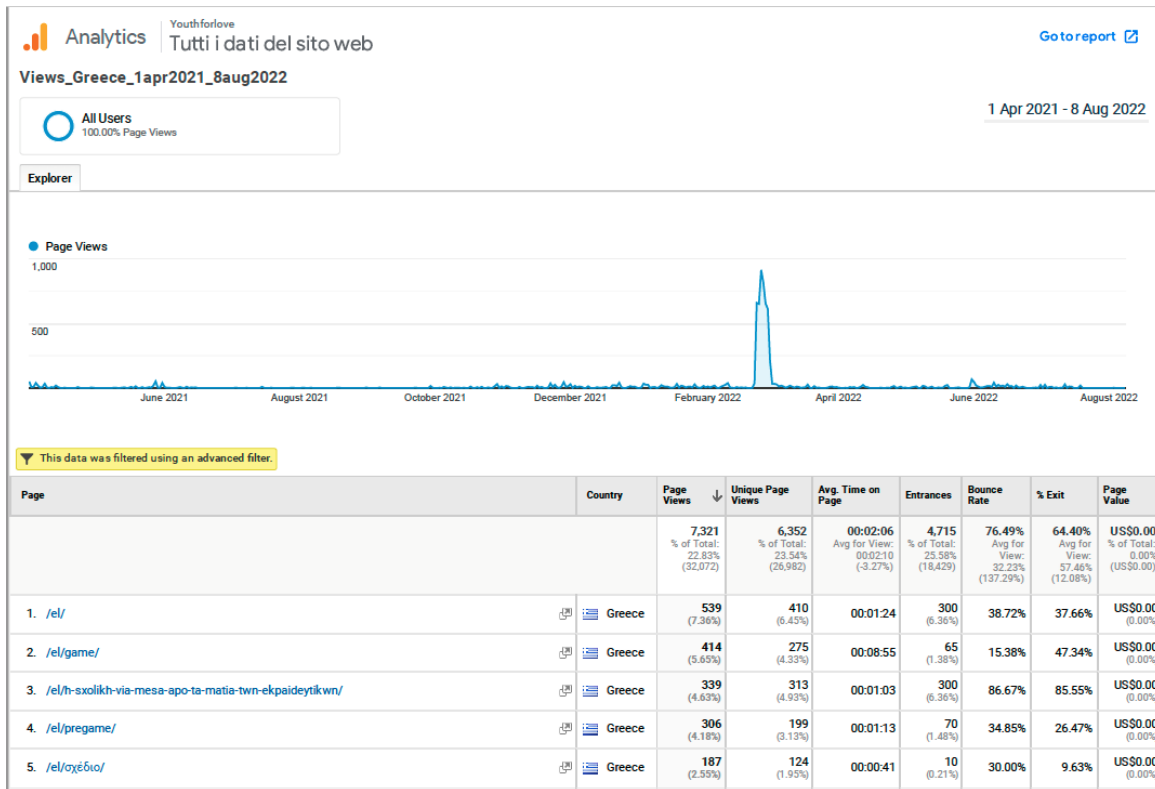 Analytics
Youthforlove
Tutti i dati del sito web
Go to report
Views_Greece_1apr2021_8aug2022
All Users
100.00% Page Views
1 Apr 2021 - 8 Aug 2022
Explorer
Page Views
1,000
500
June 2021 August 2021 October 2021 December 2021 February 2022 April 2022 June 2022 August 2022
This data was filtered using an advanced filter.
Page Country Page Views Unique Page Views Avg. Time on Page Entrances Bounce Rate % Exit Page Value
7,321 6,352 00:02:06 4,715 76.49% 64.40% US$0.00
% of Total: 22.83% (32,072) % of Total: 23.54% (26,982) Avg for View: 00:02:10 (-3.27%) % of Total: 25.58% (18,429) Avg for View: 32.23% (137.29%) Avg for View: 57.46% (12.08%) % of Total: 0.00% (US$0.00)
1. /el/ Greece 539 (7.36%) 410 (6.45%) 00:01:24 300 (6.36%) 38.72% 37.66% US$0.00 (0.00%
2. /el/game/ Greece 414 (5.65%) 275 (4.33%) 00:08:55 65 (1.38%) 15.38% 47.34% US$0.00 (0.00%
3. /el/h-sxolikh-via-mesa-apo-ta-matia-twn-ekpaideytikwn/ Greece 339 (4.63%) 313 (4.93%) 00:01:03 300 (6.36%) 86.67% 85.55% US$0.00 (0.00%
4. /el/pregame/ Greece 306 (4.18%) 199 (3.13%) 00:01:13 70 (1.48%) 34.85% 26.47% US$0.00 (0.00%
5. /el/σχέδιο/ Greece 187 (2.55%) 124 (1.95%) 00:00:41 10 (0.21%) 30.00% 9.63% US$0.00 (0.00%